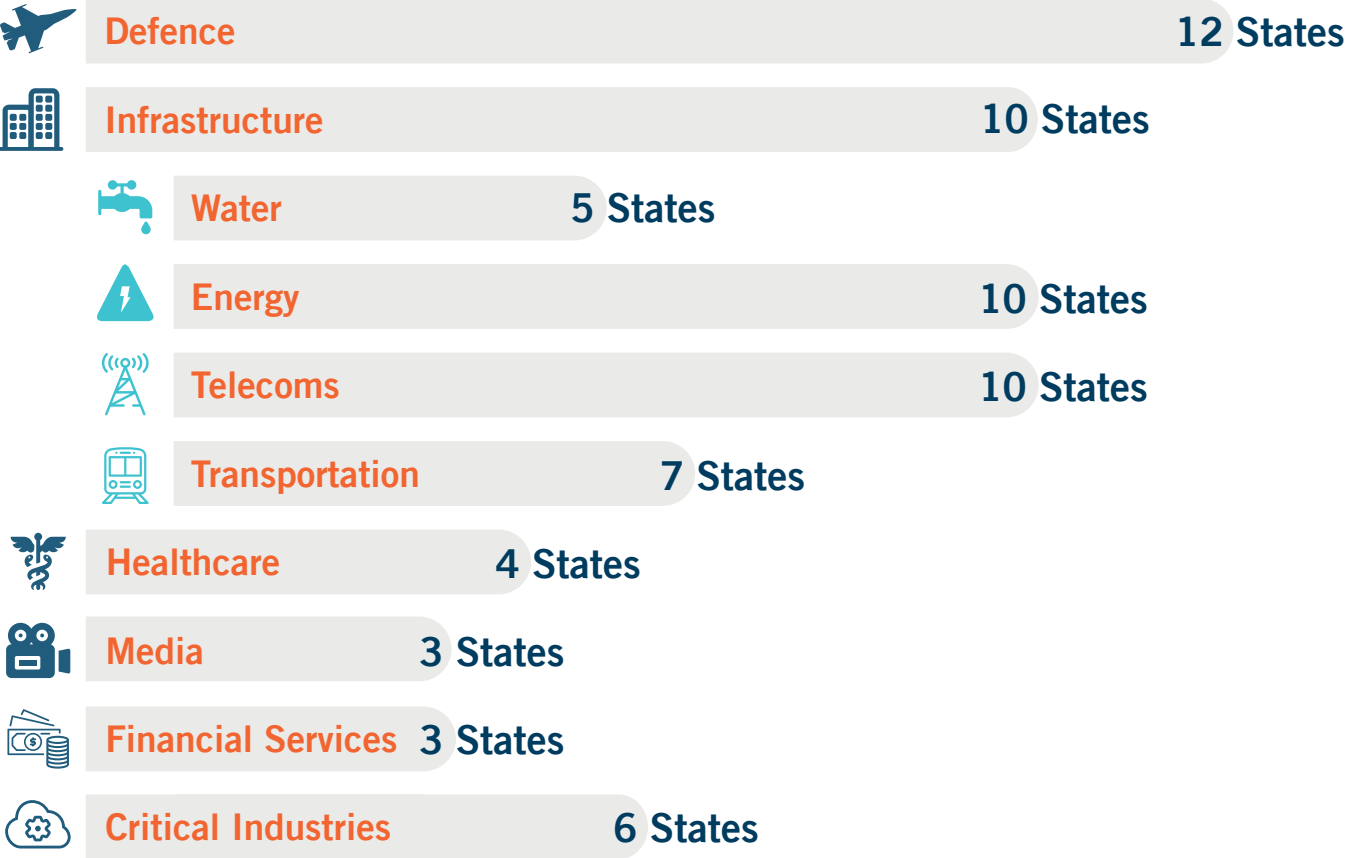 Defence 12 States
Infrastructure 10 States
Water 5 States
Energy 10 States
Telecoms 10 States
Transportation 7 States
Healthcare 4 States
Media 3 States
Financial Services 3 States
Critical Industries 6 States